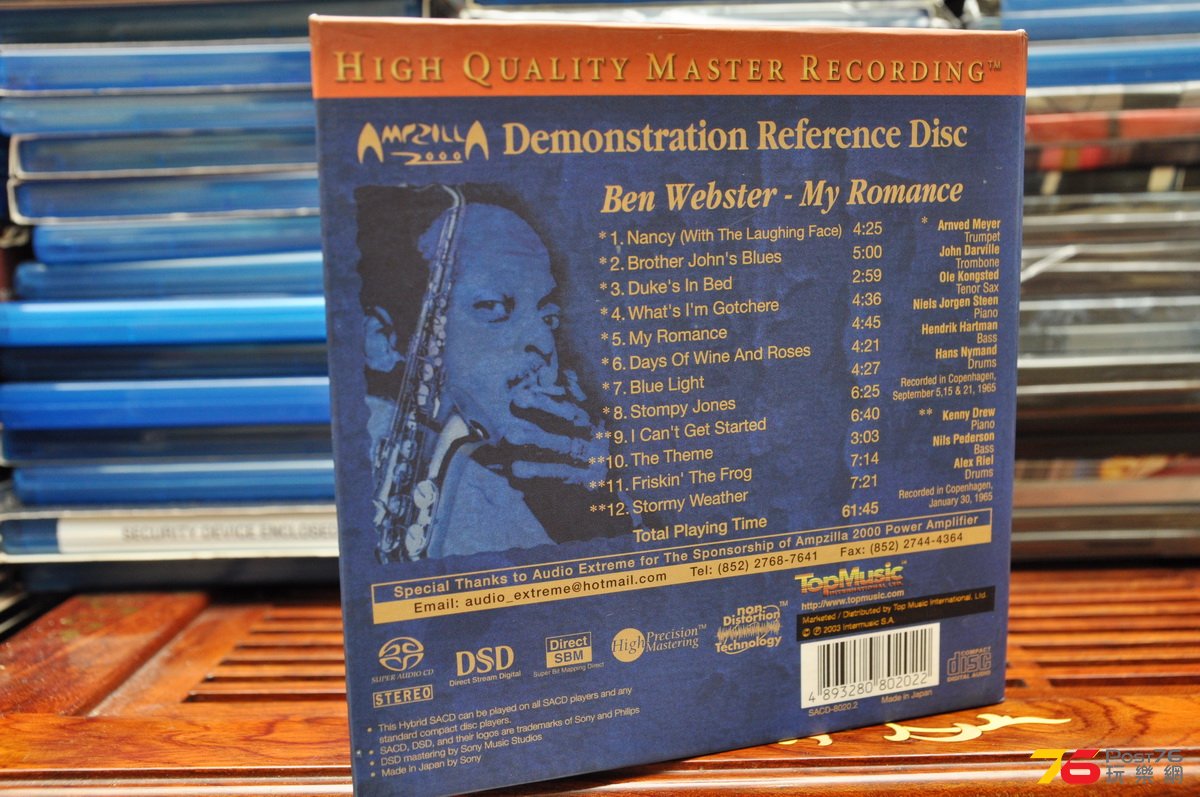 HIGH QUALITY MASTER RECORDING™
AMPZILLA 2000 Demonstration Reference Disc
Ben Webster - My Romance
*1. Nancy (With The Laughing Face) 4:25
*2. Brother John's Blues 5:00
*3. Duke's In Bed 2:59
*4. What's I'm Gotchere 4:36
*5. My Romance 4:45
*6. Days Of Wine And Roses 4:21
*7. Blue Light 4:27
*8. Stompy Jones 6:25
**9. I Can't Get Started 6:40
**10. The Theme 3:03
**11. Friskin' The Frog 7:14
**12. Stormy Weather 7:21
Total Playing Time 61:45
* Arnved Meyer
Trumpet
John Darville
Trombone
Ole Kongsted
Tenor Sax
Niels Jorgen Steen
Piano
Hendrik Hartman
Bass
Hans Nymand
Drums
Recorded in Copenhagen,
September 5,15 & 21, 1965
** Kenny Drew
Piano
Nils Pederson
Bass
Alex Riel
Drums
Recorded in Copenhagen,
January 30, 1965
Special Thanks to Audio Extreme for The Sponsorship of Ampzilla 2000 Power Amplifier
Email: audio_extreme@hotmail.com Tel: (852) 2768-7641 Fax: (852) 2744-4364
TopMusic™
INTERNATIONAL LTD.
http://www.topmusic.com
Marketed / Distributed by Top Music International, Ltd.
© ℗ 2003 Intermusic S.A.
SUPER AUDIO CD
STEREO
DSD
Direct Stream Digital
Direct
SBM
Super Bit Mapping Direct
High Precision™
Mastering
non-
Distortion
Technology™
4 893280 802022
SACD-8020.2 Made in Japan
COMPACT
disc
DIGITAL AUDIO
• This Hybrid SACD can be played on all SACD players and any
standard compact disc players.
• SACD, DSD, and their logos are trademarks of Sony and Philips
• DSD mastering by Sony Music Studios
• Made in Japan by Sony
SECURITY DEVICE ENCLOSED
76 POST76
玩樂網